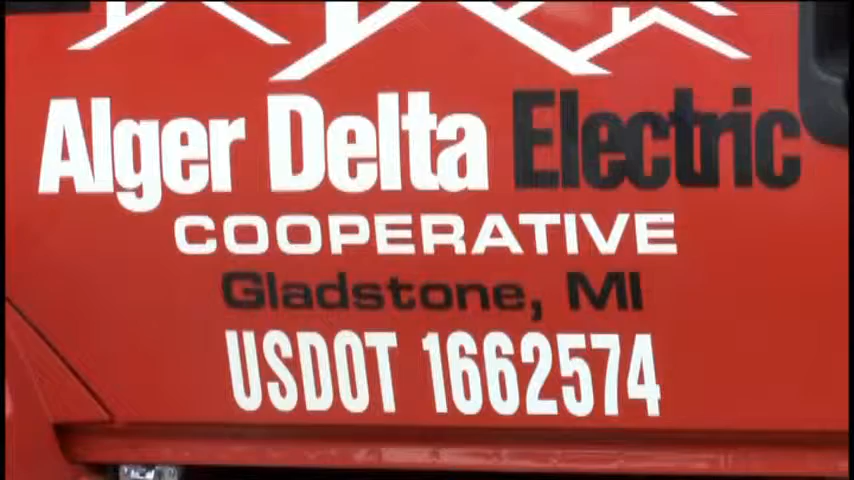 Alger Delta Electric
COOPERATIVE
Gladstone, MI
USDOT 1662574